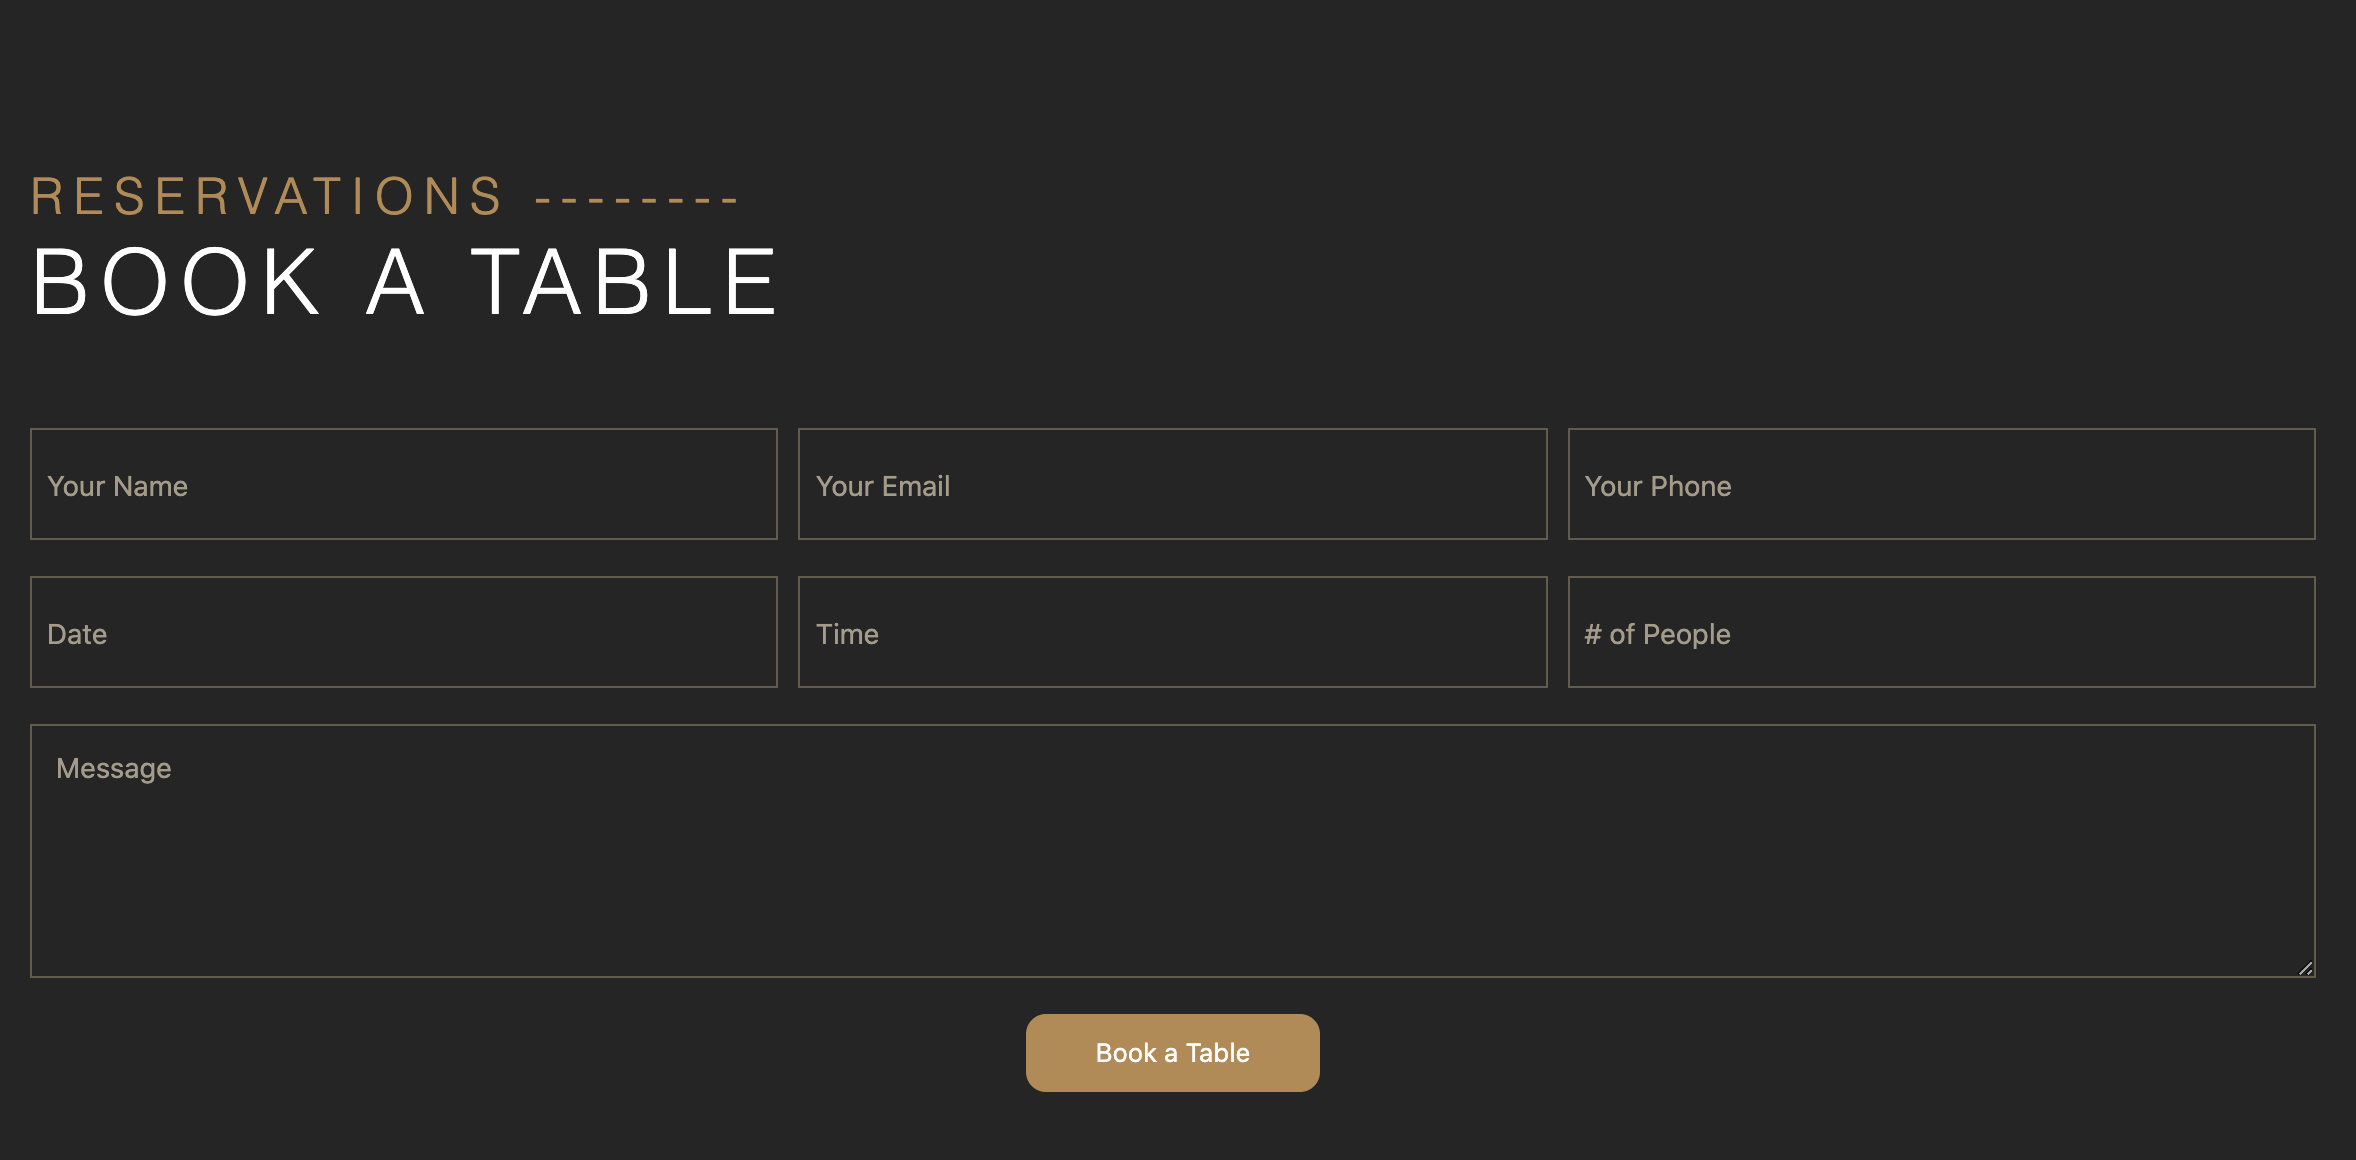 RESERVATIONS --------
BOOK A TABLE
Your Name
Your Email
Your Phone
Date
Time
# of People
Message
Book a Table